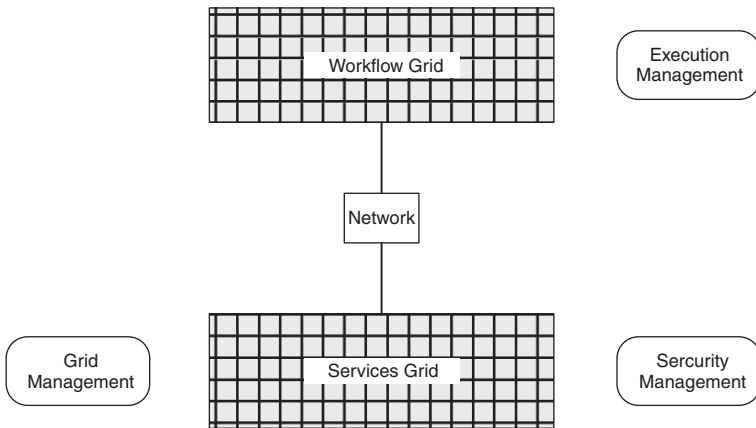 Workflow Grid
Execution
Management
Network
Grid
Management
Services Grid
Sercurity
Management